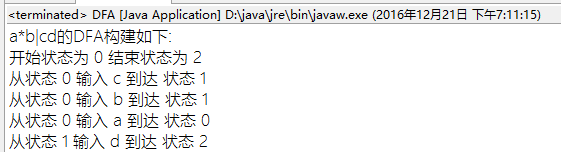 <terminated> DFA [Java Application] D:\java\jre\bin\javaw.exe (2016年12月21日 下午7:11:15)
a*b|cd的DFA构建如下:
开始状态为 0 结束状态为 2
从状态 0 输入 c 到达 状态 1
从状态 0 输入 b 到达 状态 1
从状态 0 输入 a 到达 状态 0
从状态 1 输入 d 到达 状态 2